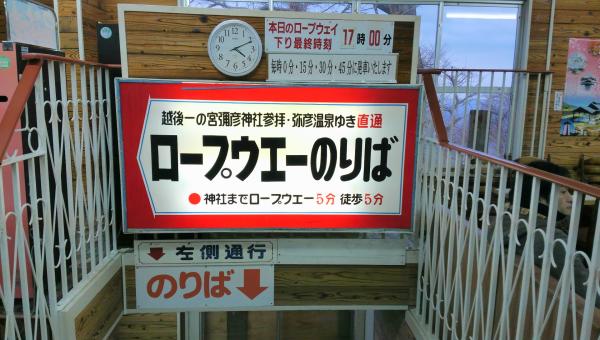 本日のロープウェイ
下り最終時刻 17時00分
毎時0分・15分・30分・45分に発車いたします
越後一の宮彌彦神社参拝・弥彦温泉ゆき直通
ロープウエーのりば
●神社までロープウエー5分 徒歩5分
左側通行
のりば